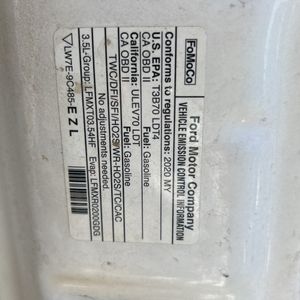 FoMoCo
Ford Motor Company
VEHICLE EMISSION CONTROL INFORMATION
Conforms to regulations: 2020 MY
U.S. EPA: T3B70 LDT4
CA OBD II Fuel: Gasoline
California: ULEV70 LDT
CA OBD II Fuel: Gasoline
TWC/DFI/SFI/HO2S/WR-HO2S/TC/CAC
No adjustments needed.
3.5L-Group: LFMXT03.54HF Evap: LFMXR0200GDG
LW7E-9C485-E Z L